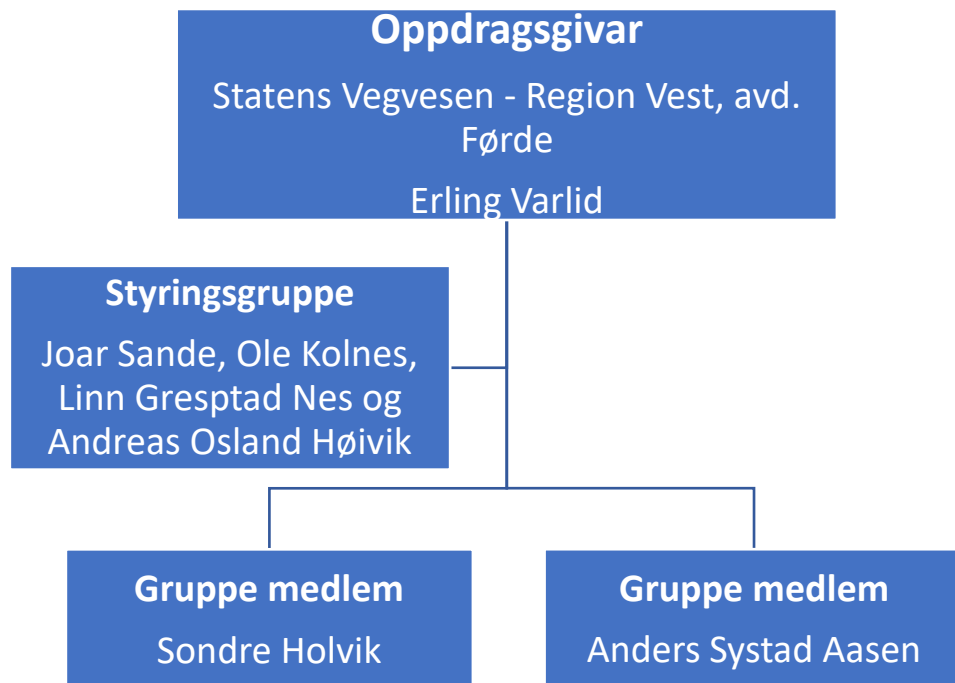 Oppdragsgivar
Statens Vegvesen - Region Vest, avd.
Førde
Erling Varlid
Styringsgruppe
Joar Sande, Ole Kolnes,
Linn Gresptad Nes og
Andreas Osland Høivik
Gruppe medlem
Sondre Holvik
Gruppe medlem
Anders Systad Aasen